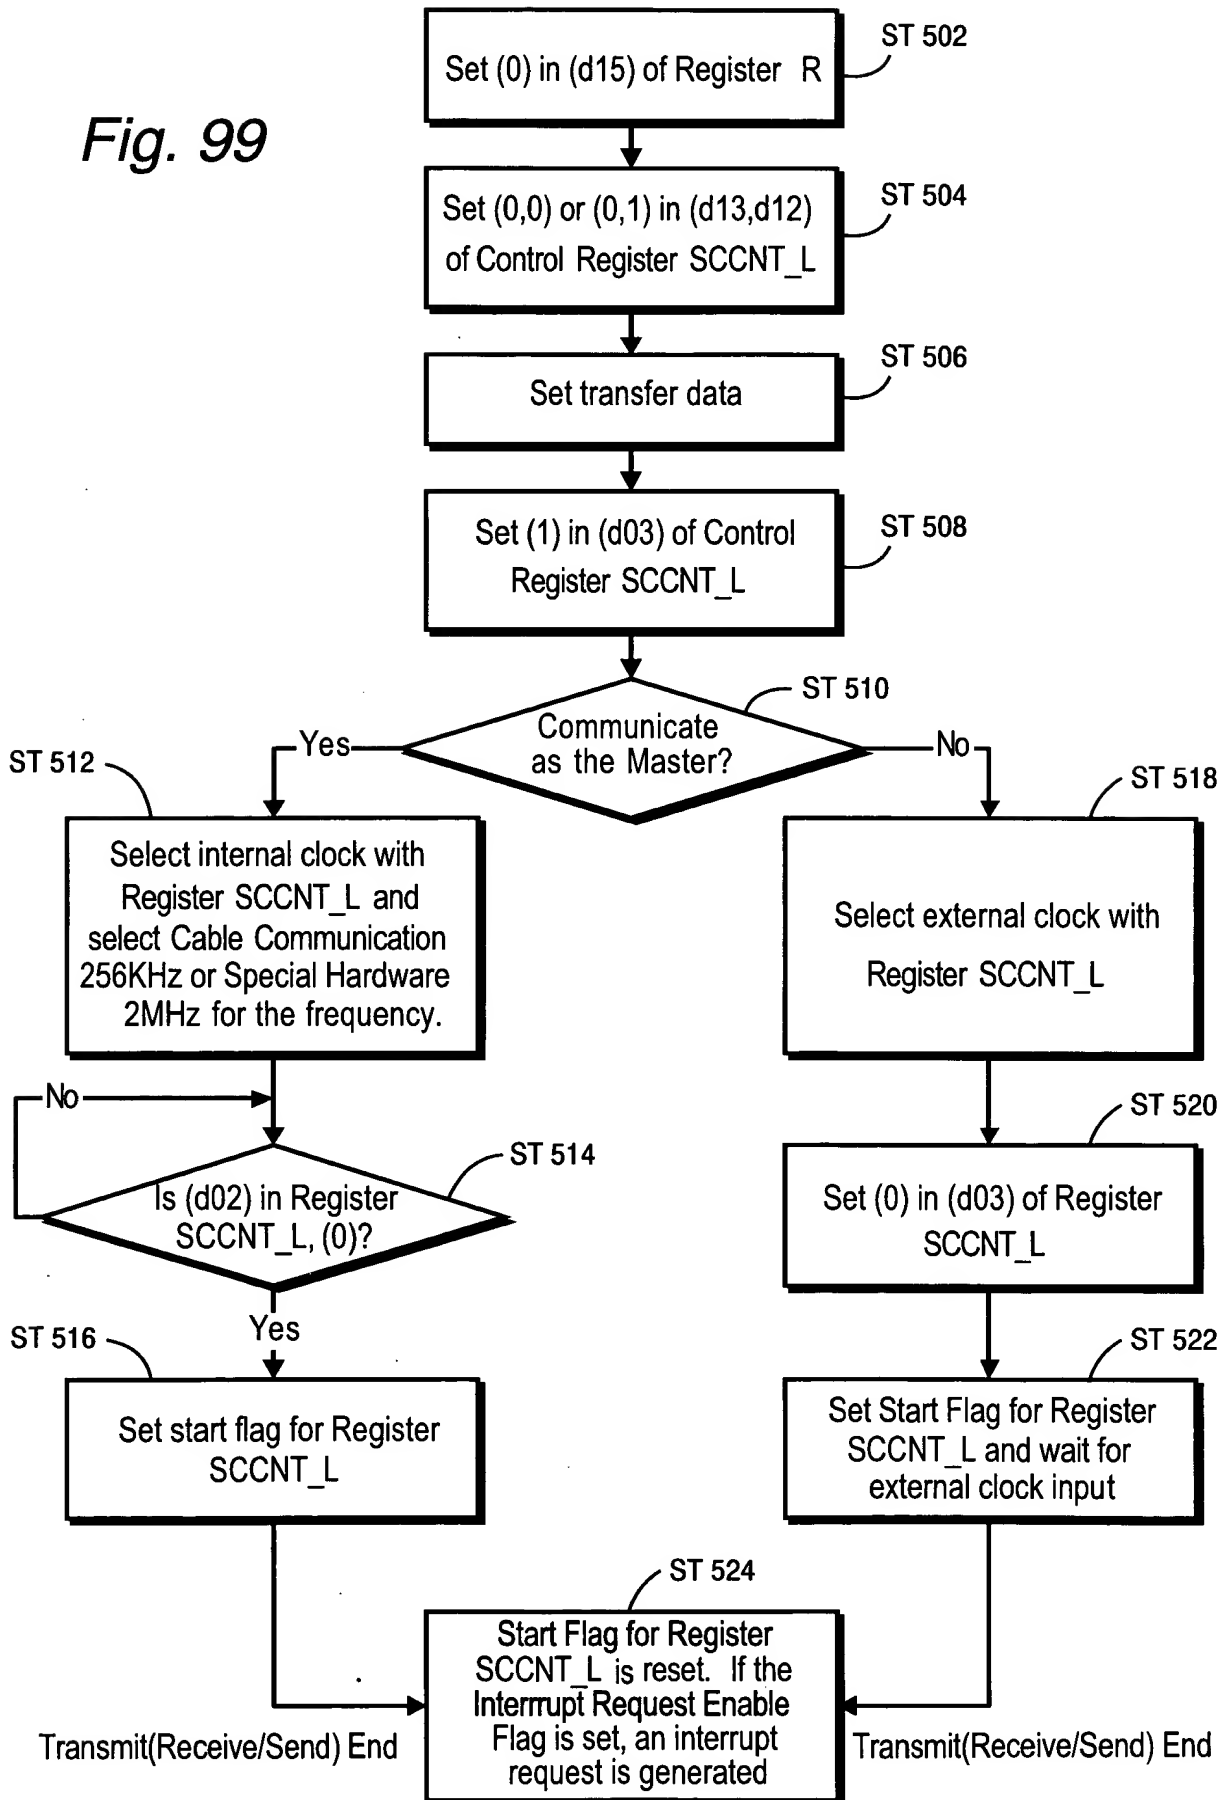 Fig. 99
Set (0) in (d15) of Register R
ST 502
Set (0,0) or (0,1) in (d13,d12)
of Control Register SCCNT_L
ST 504
Set transfer data
ST 506
Set (1) in (d03) of Control
Register SCCNT_L
ST 508
Communicate
as the Master?
ST 510
Yes
No
ST 512
Select internal clock with
Register SCCNT_L and
select Cable Communication
256KHz or Special Hardware
2MHz for the frequency.
ST 518
Select external clock with
Register SCCNT_L
No
ST 514
Is (d02) in Register
SCCNT_L, (0)?
Yes
ST 520
Set (0) in (d03) of Register
SCCNT_L
ST 516
Set start flag for Register
SCCNT_L
ST 522
Set Start Flag for Register
SCCNT_L and wait for
external clock input
ST 524
Start Flag for Register
SCCNT_L is reset. If the
Interrrupt Request Enable
Flag is set, an interrupt
request is generated
Transmit(Receive/Send) End
Transmit(Receive/Send) End